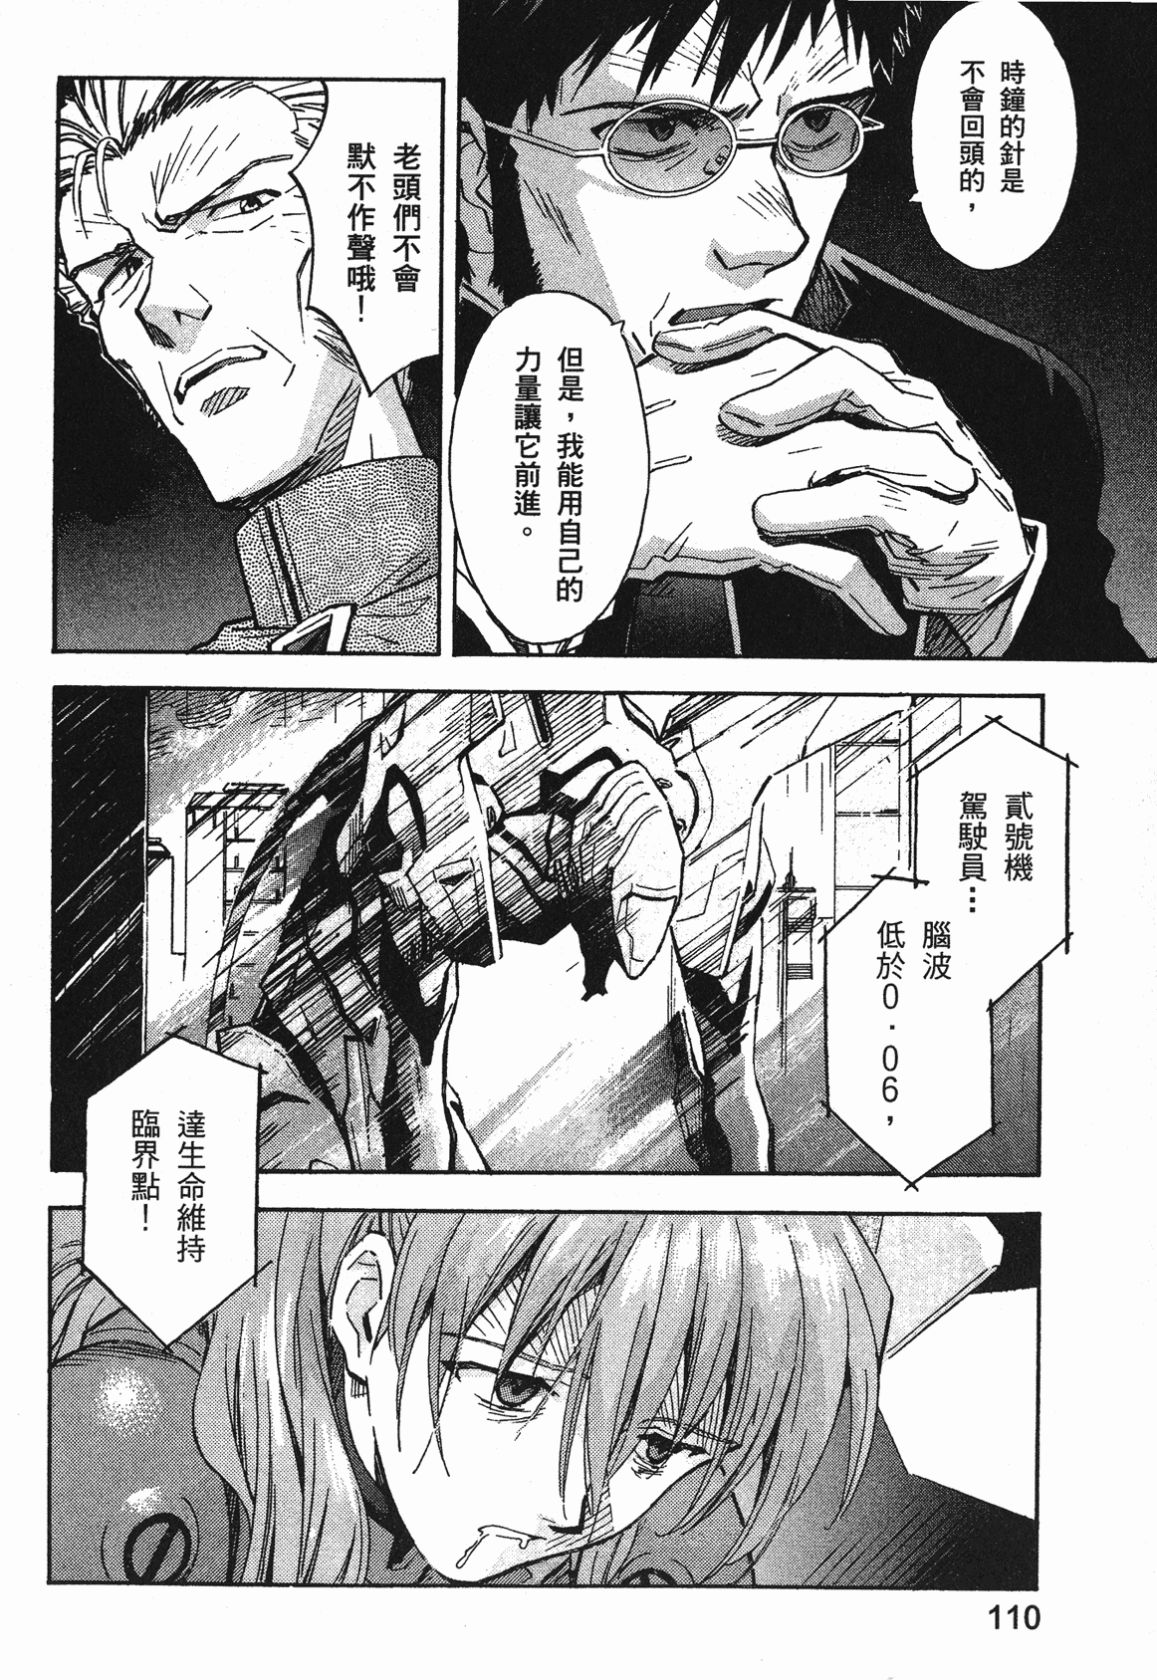 時鐘的針是
不會回頭的，
但是，我能用自己的
力量讓它前進。
老頭們不會
默不作聲哦！
貳號機
駕駛員…
腦波
低於０．０６，
達生命維持
臨界點！
110